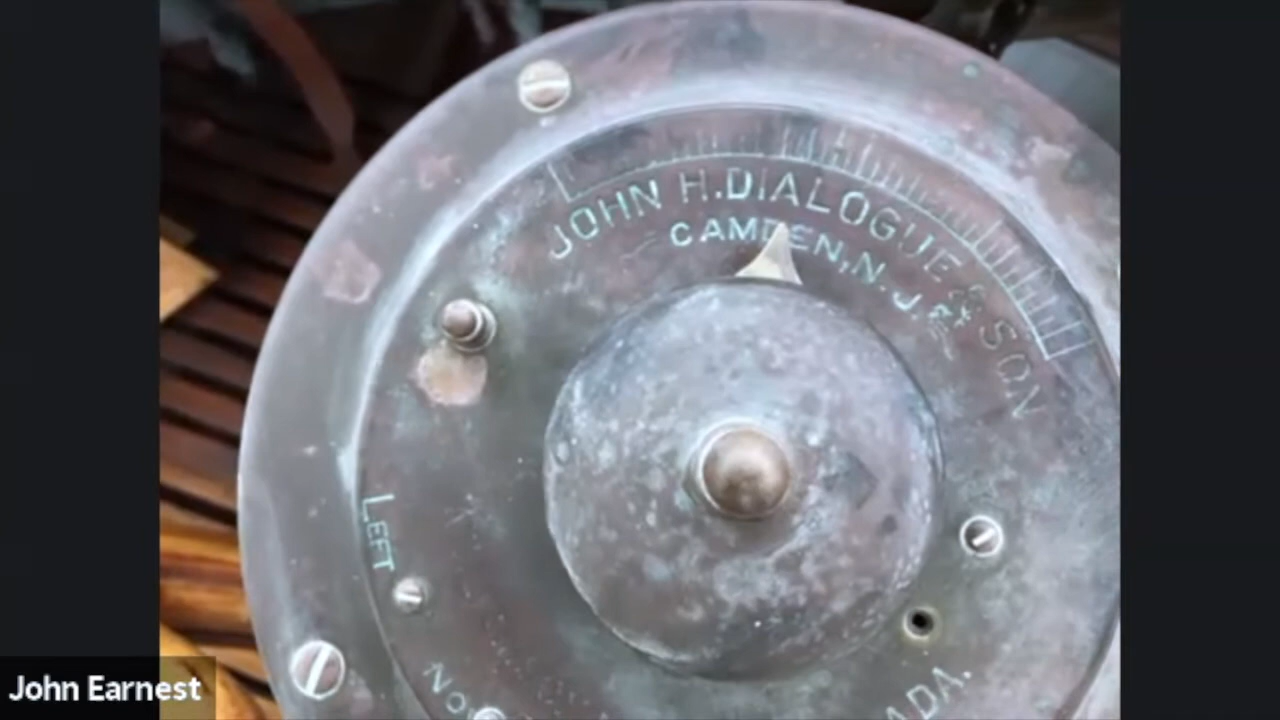 JOHN H. DIALOGUE & SON
CAMDEN, N. J.
LEFT
John Earnest